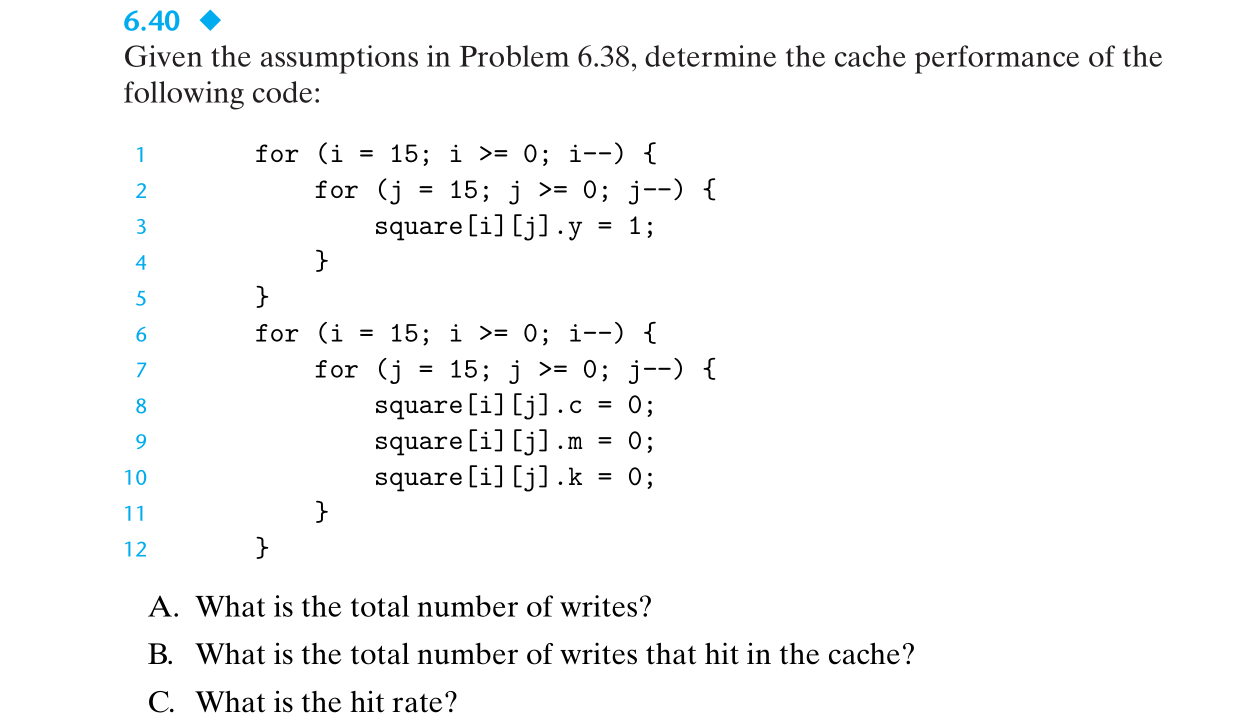 6.40 ◆
Given the assumptions in Problem 6.38, determine the cache performance of the
following code:
1 for (i = 15; i >= 0; i--) {
2 for (j = 15; j >= 0; j--) {
3 square[i][j].y = 1;
4 }
5 }
6 for (i = 15; i >= 0; i--) {
7 for (j = 15; j >= 0; j--) {
8 square[i][j].c = 0;
9 square[i][j].m = 0;
10 square[i][j].k = 0;
11 }
12 }
A. What is the total number of writes?
B. What is the total number of writes that hit in the cache?
C. What is the hit rate?